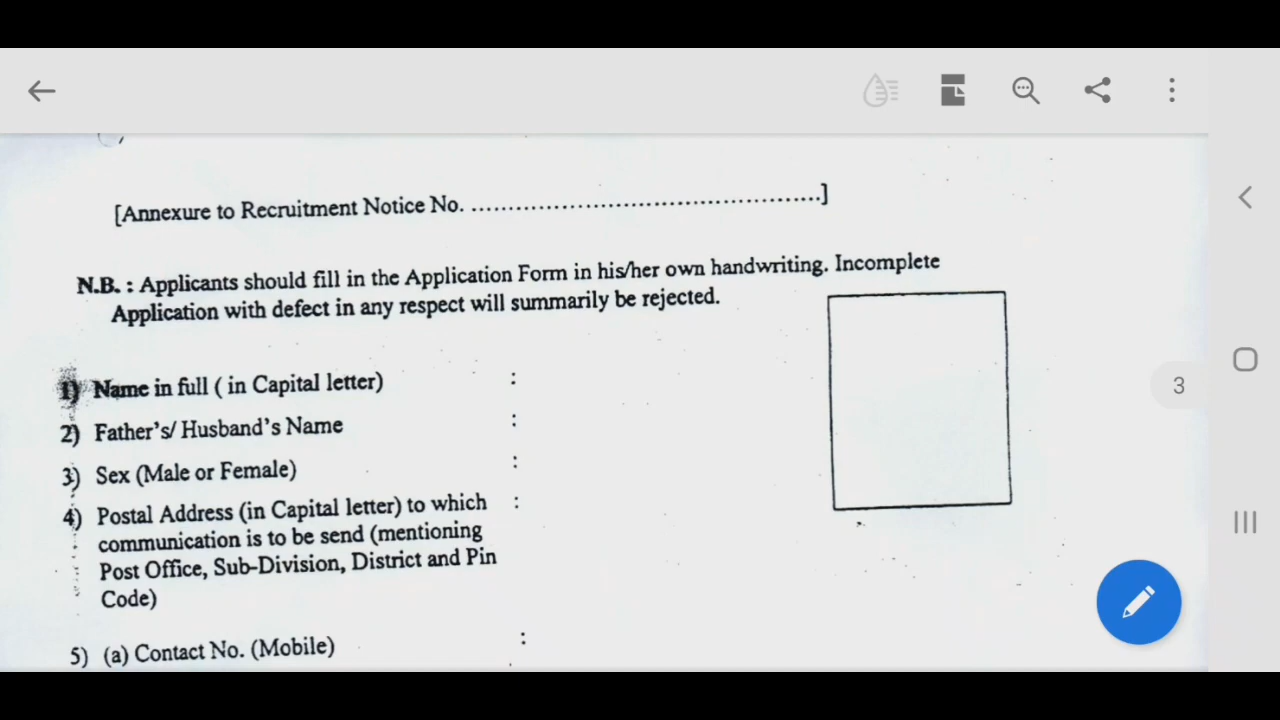 [Annexure to Recruitment Notice No. ................................................]
N.B. : Applicants should fill in the Application Form in his/her own handwriting. Incomplete
Application with defect in any respect will summarily be rejected.
1) Name in full ( in Capital letter) :
2) Father's/ Husband's Name :
3) Sex (Male or Female) :
4) Postal Address (in Capital letter) to which :
communication is to be send (mentioning
Post Office, Sub-Division, District and Pin
Code)
5) (a) Contact No. (Mobile) :
3